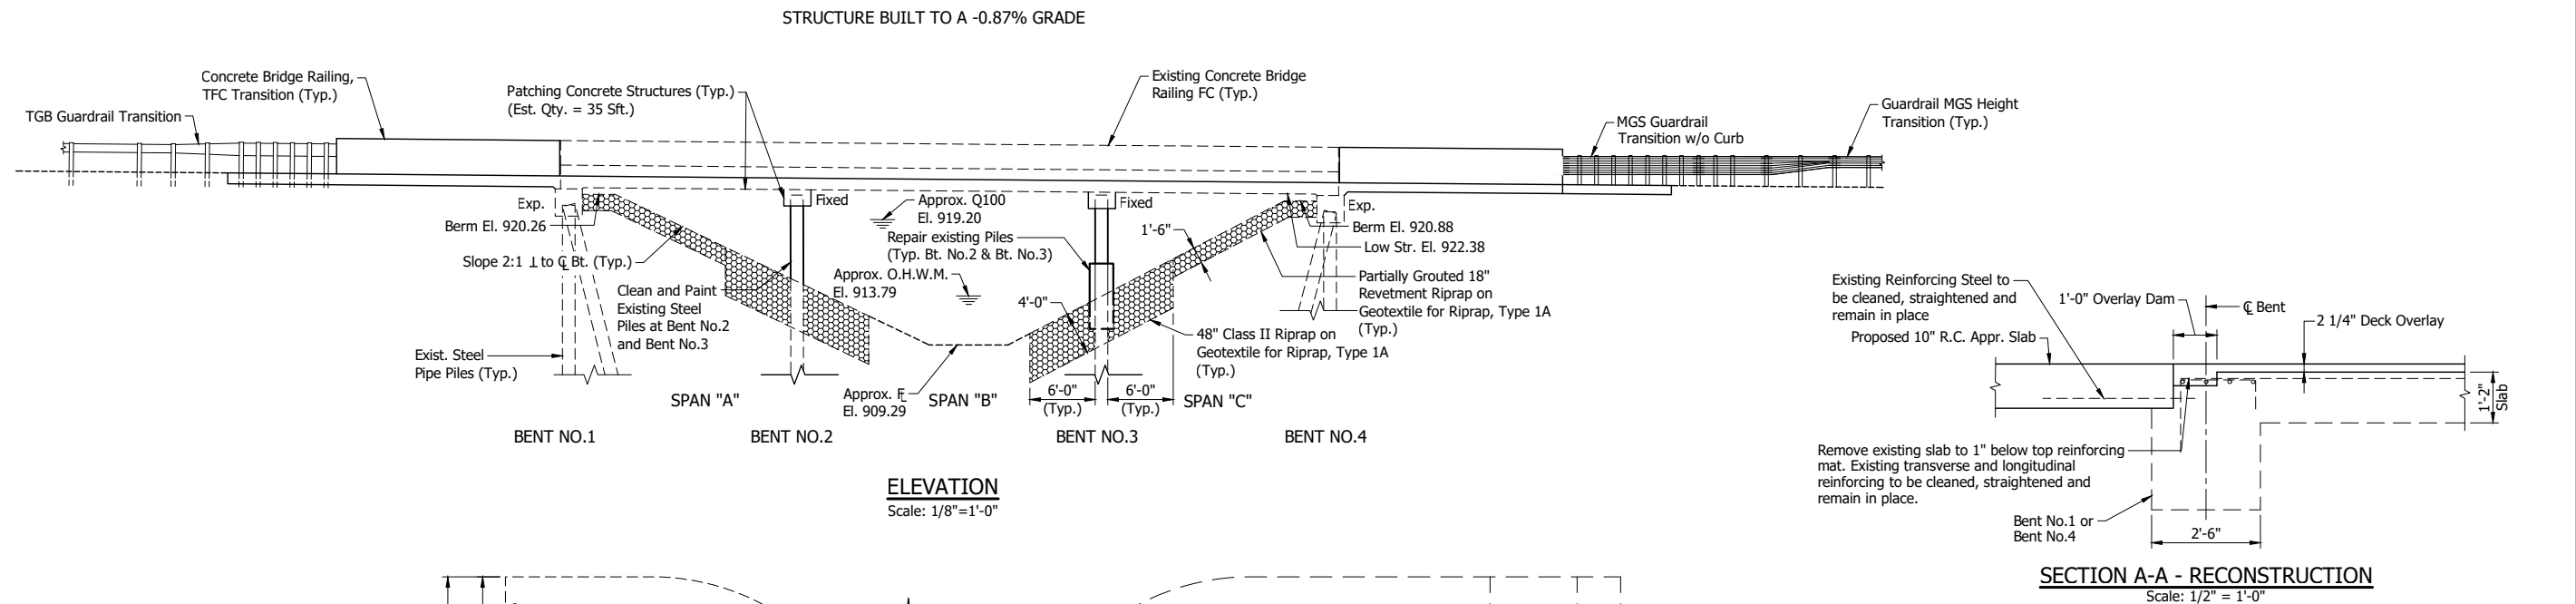 STRUCTURE BUILT TO A -0.87% GRADE
Concrete Bridge Railing,
TFC Transition (Typ.)
TGB Guardrail Transition
Patching Concrete Structures (Typ.)
(Est. Qty. = 35 Sft.)
Existing Concrete Bridge
Railing FC (Typ.)
MGS Guardrail
Transition w/o Curb
Guardrail MGS Height
Transition (Typ.)
Exp.
Berm El. 920.26
Slope 2:1 ⊥ to ℄ Bt. (Typ.)
Clean and Paint
Existing Steel
Piles at Bent No.2
and Bent No.3
Exist. Steel
Pipe Piles (Typ.)
Fixed
Approx. Q100
El. 919.20
Repair existing Piles
(Typ. Bt. No.2 & Bt. No.3)
Approx. O.H.W.M.
El. 913.79
4'-0"
Fixed
1'-6"
Exp.
Berm El. 920.88
Low Str. El. 922.38
Partially Grouted 18"
Revetment Riprap on
Geotextile for Riprap, Type 1A
(Typ.)
48" Class II Riprap on
Geotextile for Riprap, Type 1A
(Typ.)
6'-0"
(Typ.)
6'-0"
(Typ.)
Approx. FL
El. 909.29
SPAN "A"
SPAN "B"
SPAN "C"
BENT NO.1
BENT NO.2
BENT NO.3
BENT NO.4
ELEVATION
Scale: 1/8"=1'-0"
Existing Reinforcing Steel to
be cleaned, straightened and
remain in place
Proposed 10" R.C. Appr. Slab
1'-0" Overlay Dam
℄ Bent
2 1/4" Deck Overlay
1'-2"
Slab
Remove existing slab to 1" below top reinforcing
mat. Existing transverse and longitudinal
reinforcing to be cleaned, straightened and
remain in place.
Bent No.1 or
Bent No.4
2'-6"
SECTION A-A - RECONSTRUCTION
Scale: 1/2" = 1'-0"